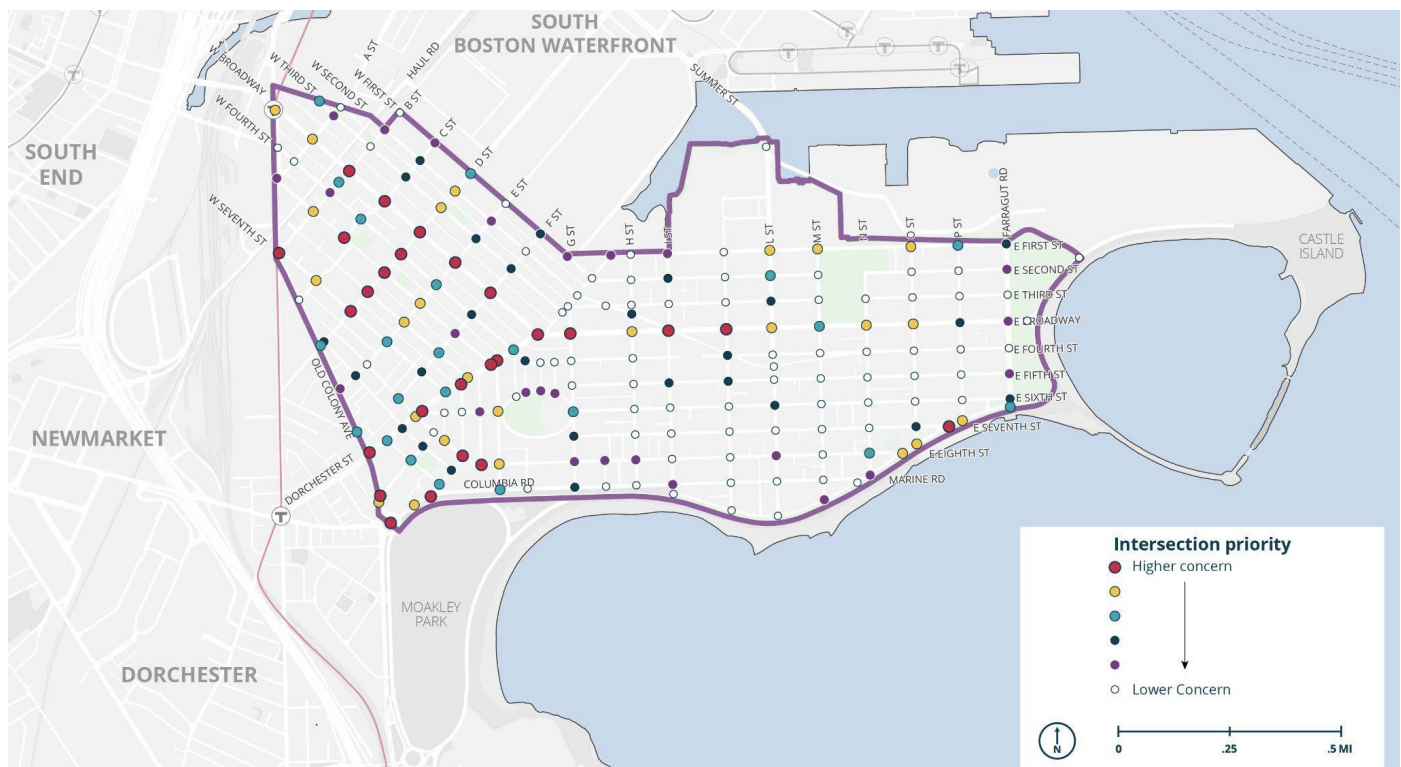 SOUTH
BOSTON WATERFRONT
W BROADWAY
W THIRD ST
W SECOND ST
A ST
W FIRST ST
HAUL RD
B ST
SUMMER ST
W FOURTH ST
C ST
T
T
T
T
T
T
T
SOUTH
END
D ST
E ST
F ST
W SEVENTH ST
G ST
H ST
L ST
M ST
N ST
O ST
P ST
FARRAGUT RD
CASTLE
ISLAND
E FIRST ST
E SECOND ST
E THIRD ST
E BROADWAY
E FOURTH ST
E FIFTH ST
E SIXTH ST
E SEVENTH ST
E EIGHTH ST
MARINE RD
OLD COLONY AVE
NEWMARKET
DORCHESTER ST
COLUMBIA RD
T
MOAKLEY
PARK
DORCHESTER
Intersection priority
Higher concern
Lower Concern
N
0 .25 .5 MI